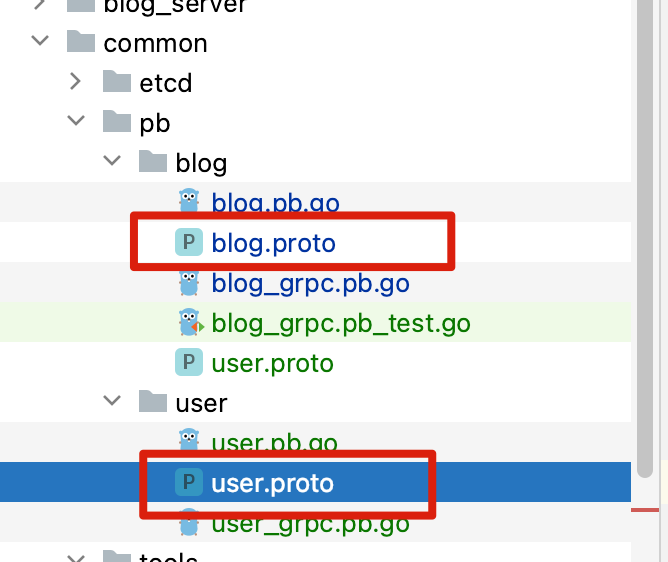 blog_server
common
etcd
pb
blog
blog.pb.go
P blog.proto
blog_grpc.pb.go
blog_grpc.pb_test.go
P user.proto
user
user.pb.go
P user.proto
user_grpc.pb.go
tools